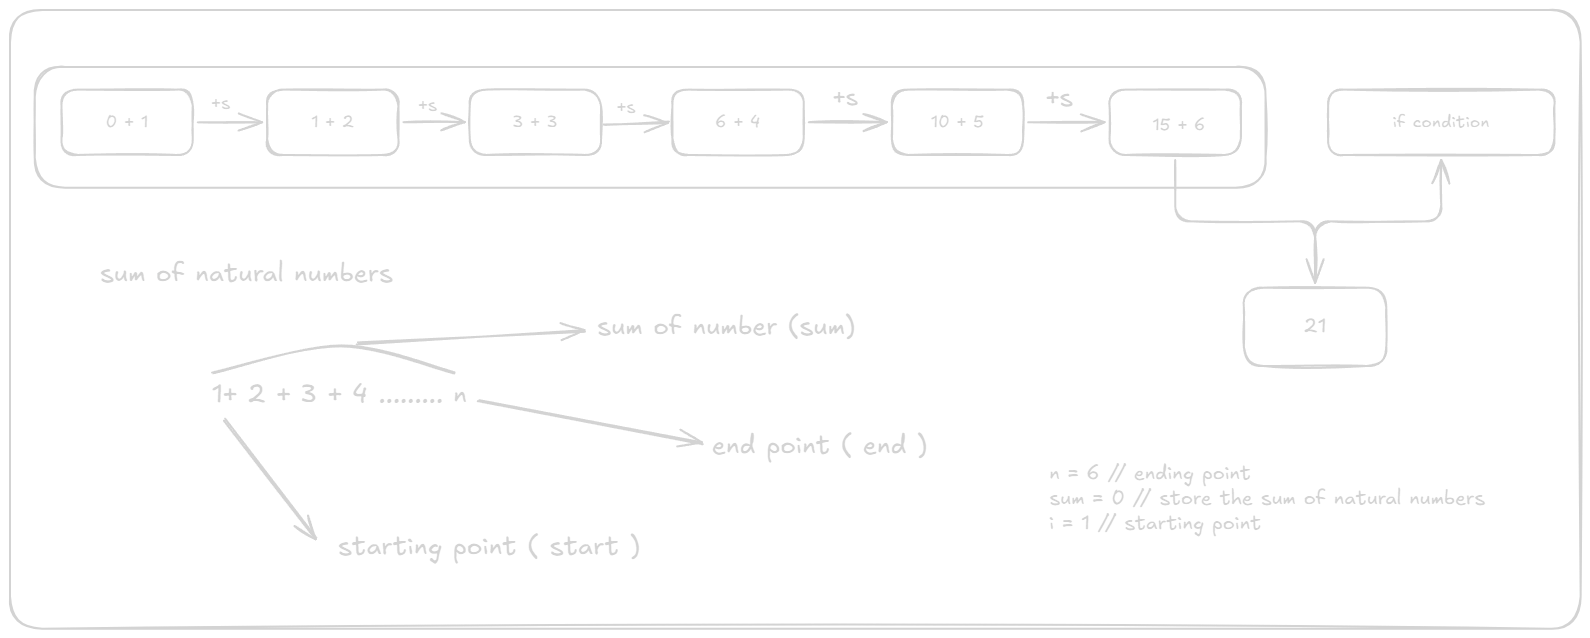 +s +s +s +s +s
0 + 1 1 + 2 3 + 3 6 + 4 10 + 5 15 + 6 if condition
sum of natural numbers
sum of number (sum)
21
1+ 2 + 3 + 4 ......... n
end point ( end )
n = 6 // ending point
sum = 0 // store the sum of natural numbers
i = 1 // starting point
starting point ( start )